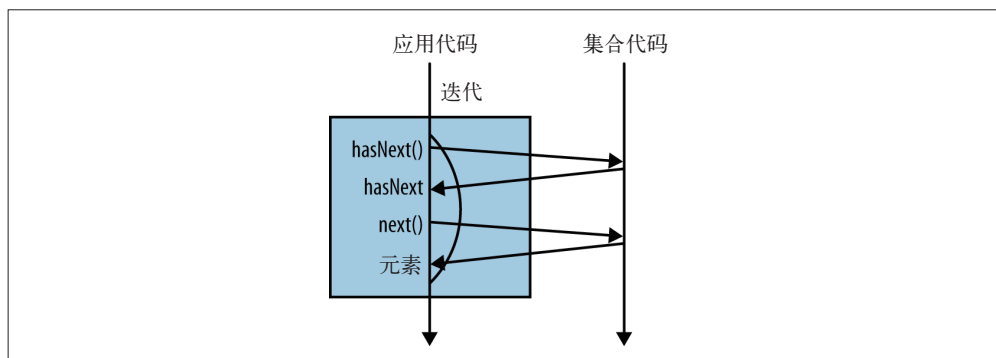 应用代码
集合代码
迭代
hasNext()
hasNext
next()
元素